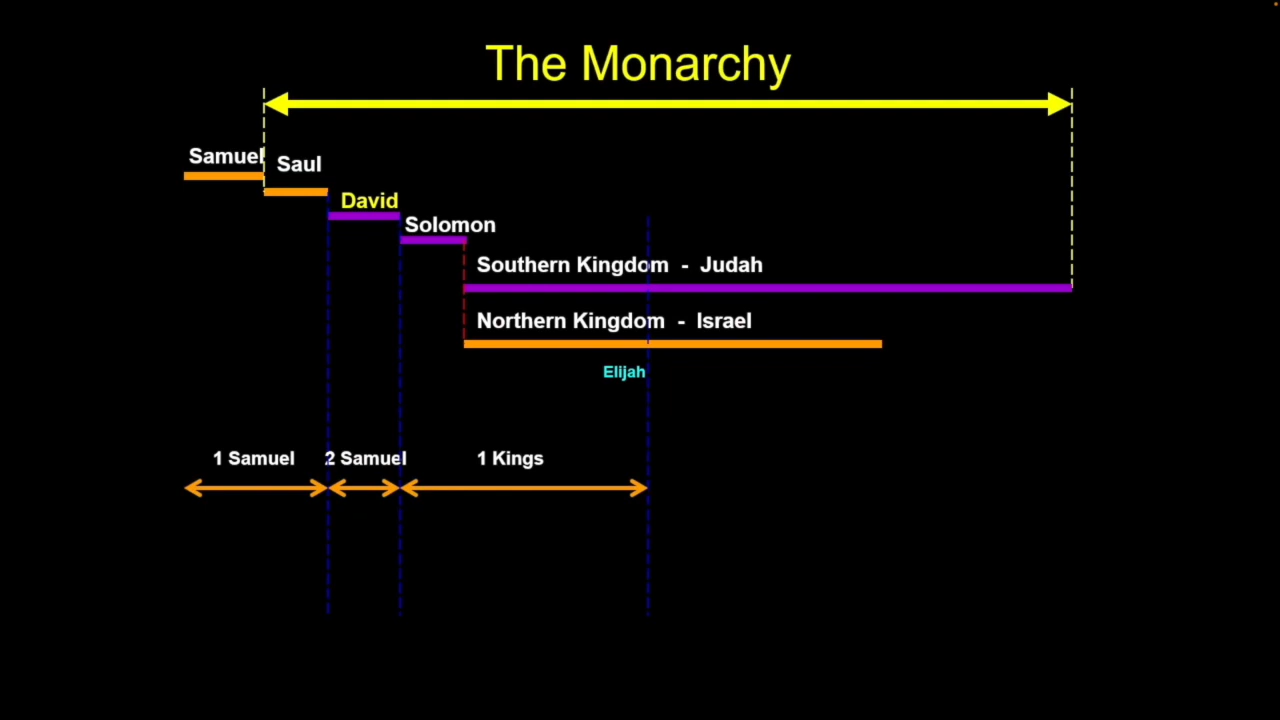 The Monarchy
Samuel
Saul
David
Solomon
Southern Kingdom - Judah
Northern Kingdom - Israel
Elijah
1 Samuel 2 Samuel 1 Kings